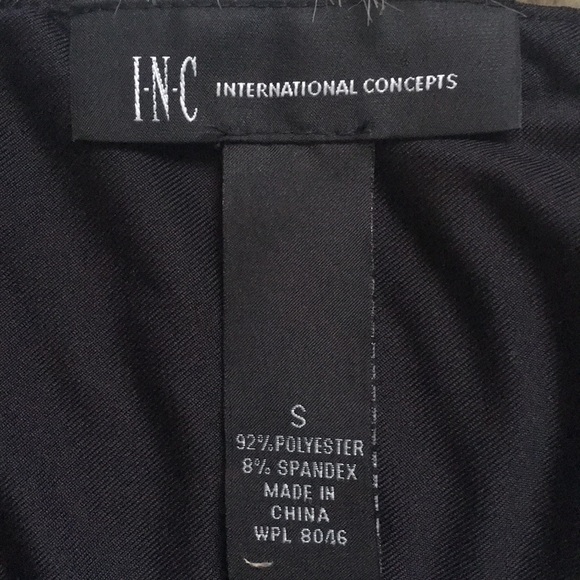 I·N·C INTERNATIONAL CONCEPTS
S
92% POLYESTER
8% SPANDEX
MADE IN
CHINA
WPL 8046